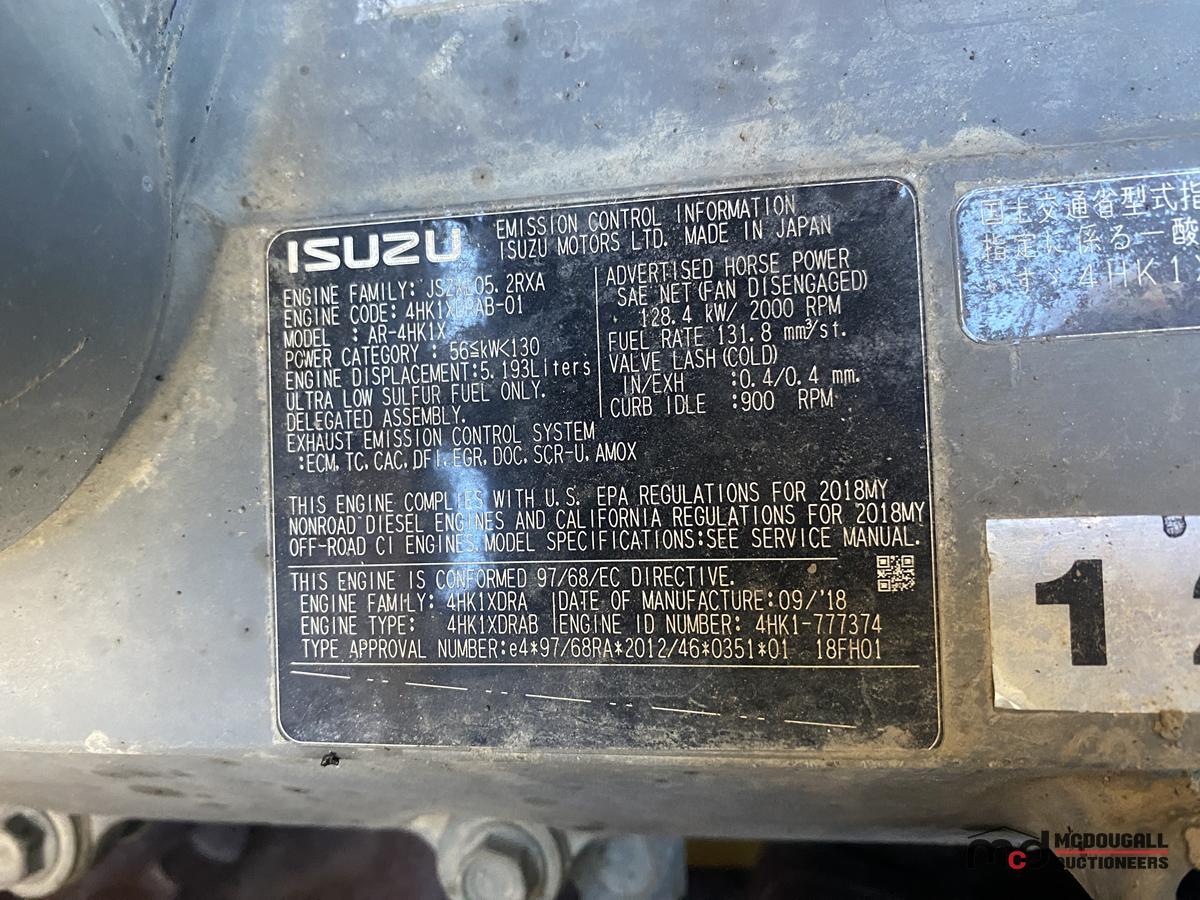 ISUZU
EMISSION CONTROL INFORMATION
ISUZU MOTORS LTD. MADE IN JAPAN
ENGINE FAMILY: 05.2RXA
ENGINE CODE: 4HK1XDRAB-01
MODEL : AR-4HK1X
POWER CATEGORY : 56≦kW<130
ENGINE DISPLACEMENT:5.193Liters
ULTRA LOW SULFUR FUEL ONLY.
DELEGATED ASSEMBLY.
EXHAUST EMISSION CONTROL SYSTEM
:ECM, TC, CAC, DFI, EGR, DOC, SCR-U, AMOX
ADVERTISED HORSE POWER
SAE NET(FAN DISENGAGED)
128.4 kW/ 2000 RPM
FUEL RATE 131.8 mm³/st.
VALVE LASH (COLD)
IN/EXH :0.4/0.4 mm.
CURB IDLE :900 RPM
THIS ENGINE COMPLIES WITH U.S. EPA REGULATIONS FOR 2018MY
NONROAD DIESEL ENGINES AND CALIFORNIA REGULATIONS FOR 2018MY
OFF-ROAD CI ENGINES. MODEL SPECIFICATIONS:SEE SERVICE MANUAL.
THIS ENGINE IS CONFORMED 97/68/EC DIRECTIVE.
ENGINE FAMILY: 4HK1XDRA DATE OF MANUFACTURE:09/'18
ENGINE TYPE: 4HK1XDRAB ENGINE ID NUMBER: 4HK1-777374
TYPE APPROVAL NUMBER:e4*97/68RA*2012/46*0351*01 18FH01
国土交通省型式指
指定に係る一酸
4HK1X
1
mcd MCDOUGALL
AUCTIONEERS